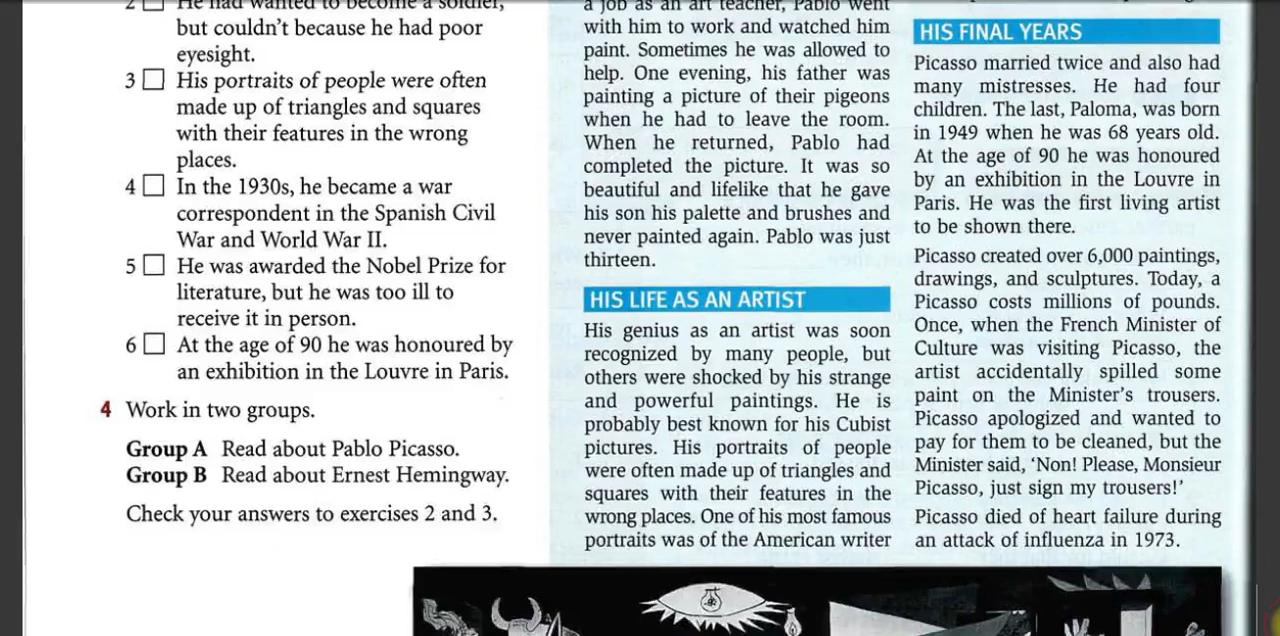 2 He had wanted to become a soldier,
but couldn't because he had poor
eyesight.
3 His portraits of people were often
made up of triangles and squares
with their features in the wrong
places.
4 In the 1930s, he became a war
correspondent in the Spanish Civil
War and World War II.
5 He was awarded the Nobel Prize for
literature, but he was too ill to
receive it in person.
6 At the age of 90 he was honoured by
an exhibition in the Louvre in Paris.
4 Work in two groups.
Group A Read about Pablo Picasso.
Group B Read about Ernest Hemingway.
Check your answers to exercises 2 and 3.
a job as an art teacher, Pablo went
with him to work and watched him
paint. Sometimes he was allowed to
help. One evening, his father was
painting a picture of their pigeons
when he had to leave the room.
When he returned, Pablo had
completed the picture. It was so
beautiful and lifelike that he gave
his son his palette and brushes and
never painted again. Pablo was just
thirteen.
HIS LIFE AS AN ARTIST
His genius as an artist was soon
recognized by many people, but
others were shocked by his strange
and powerful paintings. He is
probably best known for his Cubist
pictures. His portraits of people
were often made up of triangles and
squares with their features in the
wrong places. One of his most famous
portraits was of the American writer
HIS FINAL YEARS
Picasso married twice and also had
many mistresses. He had four
children. The last, Paloma, was born
in 1949 when he was 68 years old.
At the age of 90 he was honoured
by an exhibition in the Louvre in
Paris. He was the first living artist
to be shown there.
Picasso created over 6,000 paintings,
drawings, and sculptures. Today, a
Picasso costs millions of pounds.
Once, when the French Minister of
Culture was visiting Picasso, the
artist accidentally spilled some
paint on the Minister's trousers.
Picasso apologized and wanted to
pay for them to be cleaned, but the
Minister said, 'Non! Please, Monsieur
Picasso, just sign my trousers!'
Picasso died of heart failure during
an attack of influenza in 1973.